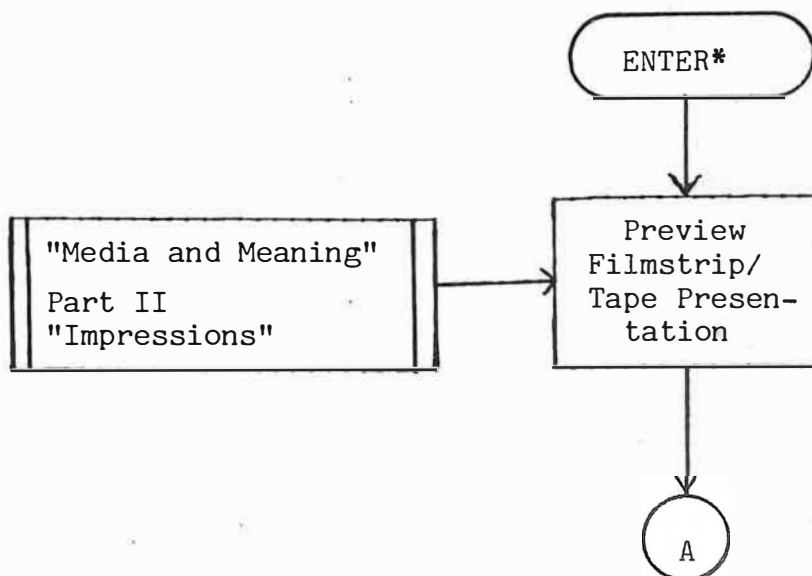 ENTER*
"Media and Meaning"
Part II
"Impressions"
Preview
Filmstrip/
Tape Presen-
tation
A